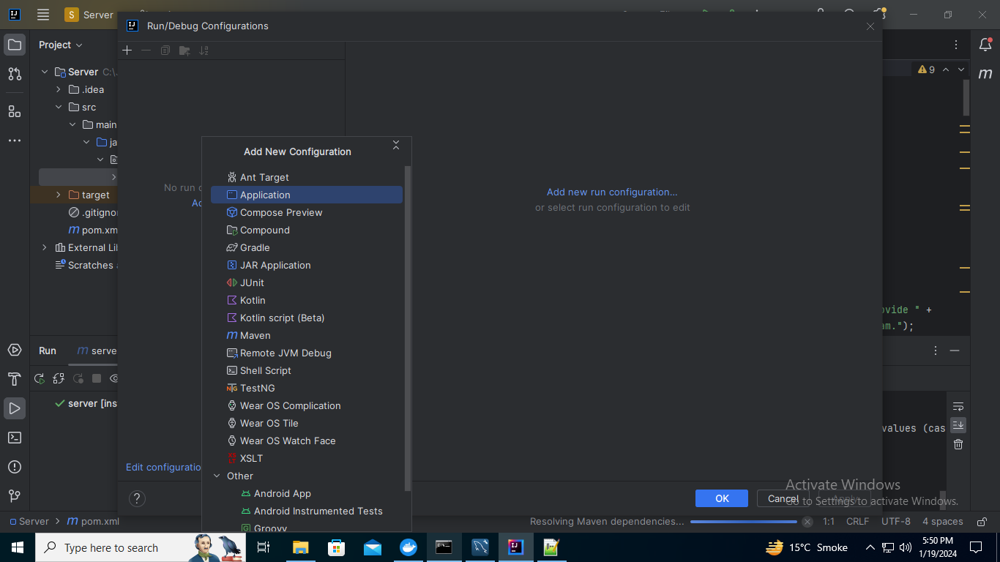 S Server
Run/Debug Configurations
Project
Server C:\
.idea
src
main
ja
target
.gitigno
pom.xm
External Li
Scratches
No run c
Ad
Edit configuratio
Add New Configuration
Ant Target
Application
Compose Preview
Compound
Gradle
JAR Application
JUnit
Kotlin
Kotlin script (Beta)
Maven
Remote JVM Debug
Shell Script
TestNG
Wear OS Complication
Wear OS Tile
Wear OS Watch Face
XSLT
Other
Android App
Android Instrumented Tests
Groovy
Add new run configuration...
or select run configuration to edit
9
ovide " +
am.");
Run
m serve
server [ins
values (cas
?
OK
Cancel
Apply
Activate Windows
Go to Settings to activate Windows.
Server > m pom.xml
Resolving Maven dependencies...
1:1 CRLF UTF-8 4 spaces
Type here to search
15°C Smoke
5:50 PM
1/19/2024